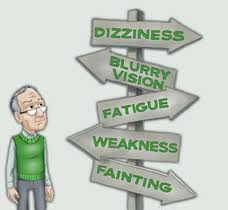 DIZZINESS
BLURRY
VISION
FATIGUE
WEAKNESS
FAINTING